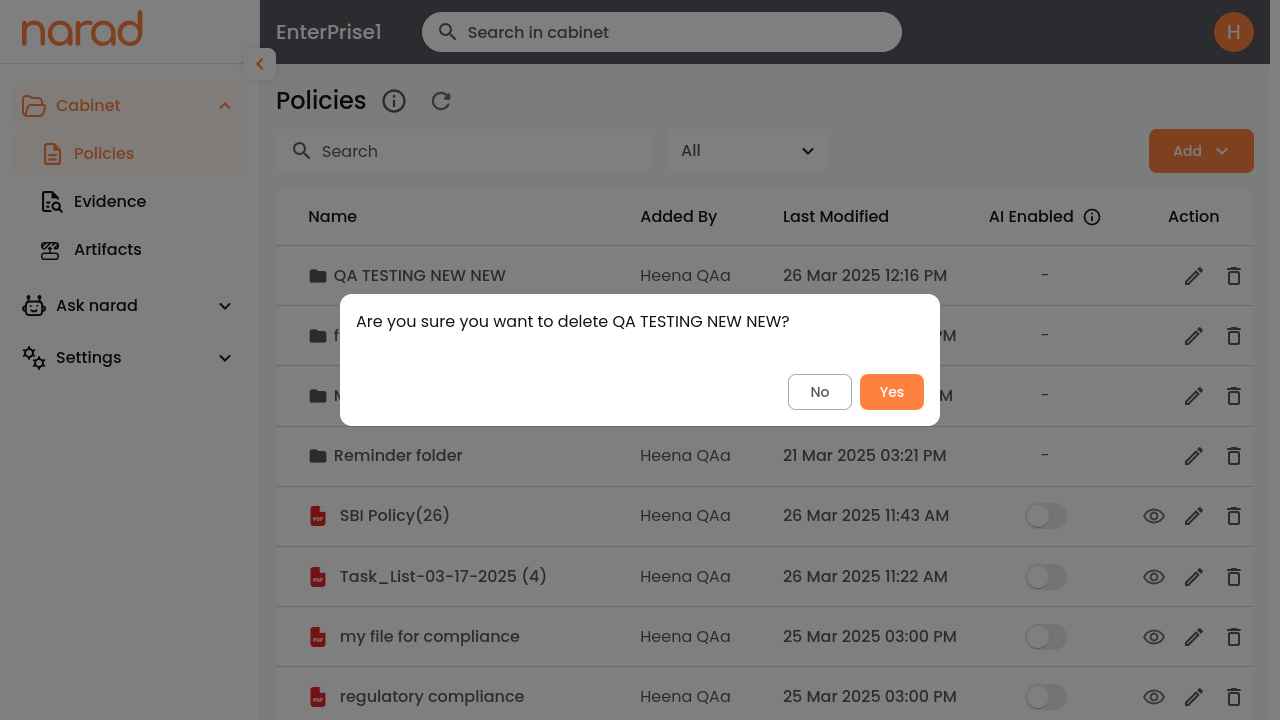 narad
EnterPrise1
Search in cabinet
H
Cabinet
Policies
Evidence
Artifacts
Ask narad
Settings
Policies
Search
All
Add
Name Added By Last Modified AI Enabled Action
QA TESTING NEW NEW Heena QAa 26 Mar 2025 12:16 PM -
PM -
-
Are you sure you want to delete QA TESTING NEW NEW?
No Yes
Reminder folder Heena QAa 21 Mar 2025 03:21 PM -
SBI Policy(26) Heena QAa 26 Mar 2025 11:43 AM
Task_List-03-17-2025 (4) Heena QAa 26 Mar 2025 11:22 AM
my file for compliance Heena QAa 25 Mar 2025 03:00 PM
regulatory compliance Heena QAa 25 Mar 2025 03:00 PM